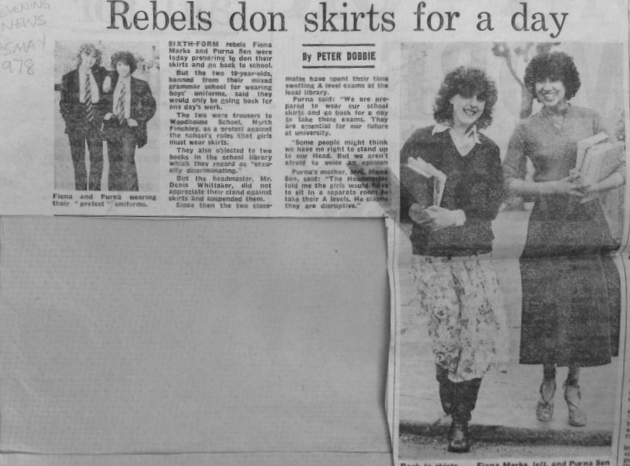 EVENING
NEWS
15 MAY
1978
Rebels don skirts for a day
SIXTH-FORM rebels Fiona
Marks and Purna Sen were
today preparing to don their
skirts and go back to school.
But the two 18-year-olds,
banned from their mixed
grammar school for wearing
boys' uniforms, said they
would only be going back for
one day's work.
The two wore trousers to
Woodhouse School, North
Finchley, as a protest against
the school's rules that girls
must wear skirts.
They also objected to two
books in the school library
which they regard as "sexu-
ally discriminating."
But the headmaster, Mr.
Denis Whittaker, did not
appreciate their stand against
skirts and suspended them.
Since then the two class-
By PETER DOBBIE
mates have spent their time
swotting A level exams at the
local library.
Purna said: "We are pre-
pared to wear our school
skirts and go back for a day
to take these exams. They
are essential for our future
at university.
"Some people might think
we have no right to stand up
to our Head. But we aren't
afraid to voice an opinion
Purna's mother, Mrs.
Sen, said: "The Headmaster
told me the girls would have
to sit in a separate room to
take their A levels. He claims
they are disruptive."
Fiona and Purna wearing
their "protest" uniforms.
Back in skirts
Fiona Marks, left, and Purna Sen